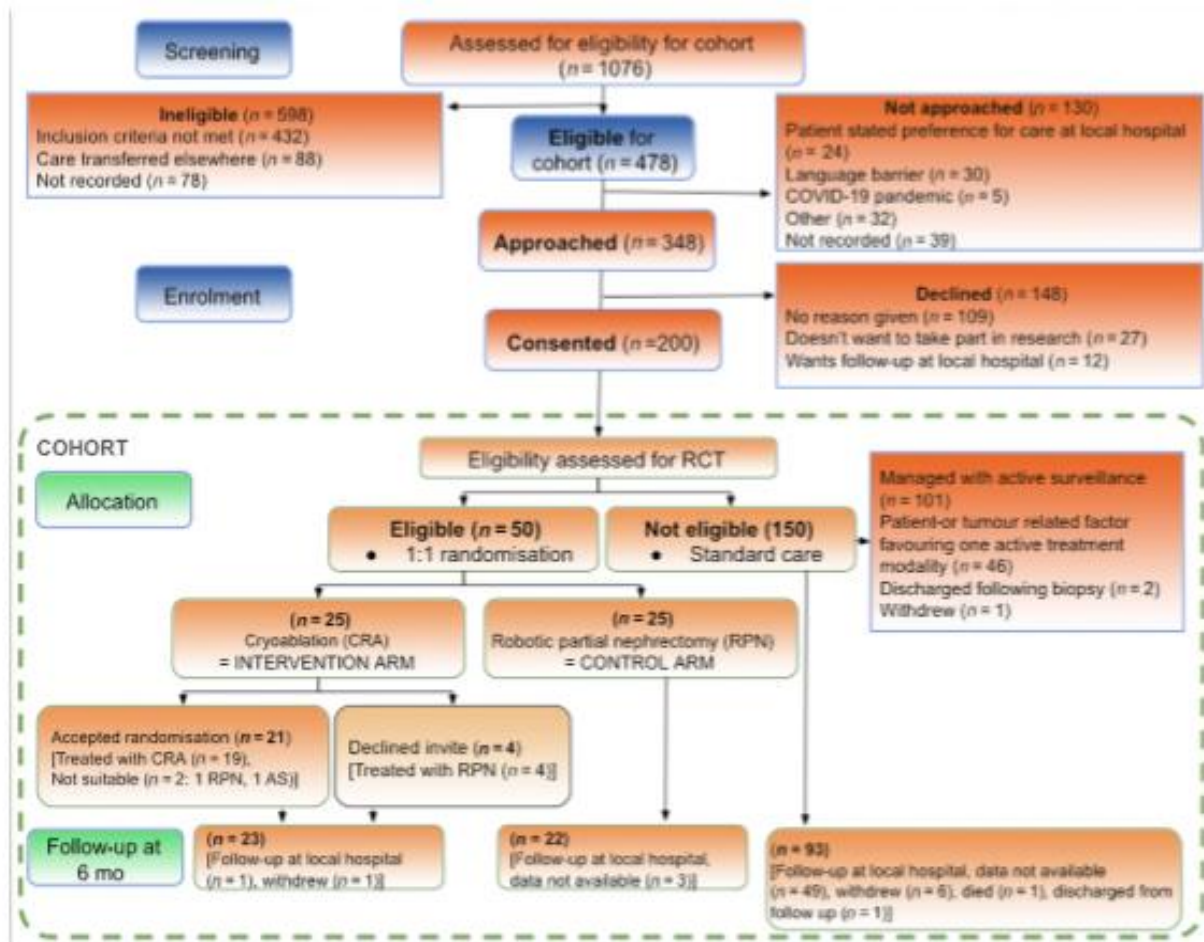 Screening
Assessed for eligibility for cohort
(n = 1076)
Ineligible (n = 598)
Inclusion criteria not met (n = 432)
Care transferred elsewhere (n = 88)
Not recorded (n = 78)
Eligible for
cohort (n = 478)
Not approached (n = 130)
Patient stated preference for care at local hospital
(n = 24)
Language barrier (n = 30)
COVID-19 pandemic (n = 5)
Other (n = 32)
Not recorded (n = 39]
Approached (n = 348)
Enrolment
Declined (n = 148)
No reason given (n = 109)
Doesn't want to take part in research (n = 27)
Wants follow-up at local hospital (n = 12)
Consented (n =200)
COHORT
Allocation
Eligibility assessed for RCT
Eligible (n = 50)
● 1:1 randomisation
Not eligible (150)
● Standard care
Managed with active surveillance
(n = 101)
Patient-or tumour related factor
favouring one active treatment
modality (n = 46)
Discharged following biopsy (n = 2)
Withdrew (n = 1)
(n = 25)
Cryoablation (CRA)
= INTERVENTION ARM
(n = 25)
Robotic partial nephrectomy (RPN)
= CONTROL ARM
Accepted randomisation (n = 21)
[Treated with CRA (n = 19),
Not suitable (n = 2: 1 RPN, 1 AS)]
Declined invite (n = 4)
[Treated with RPN (n = 4)]
Follow-up at
6 mo
(n = 23)
[Follow-up at local hospital
(n = 1), withdrew (n = 1)]
(n = 22)
[Follow-up at local hospital,
data not available (n = 3)]
(n = 93)
[Follow-up at local hospital, data not available
(n = 49), withdrew (n = 6), died (n = 1), discharged from
follow up (n = 1)]